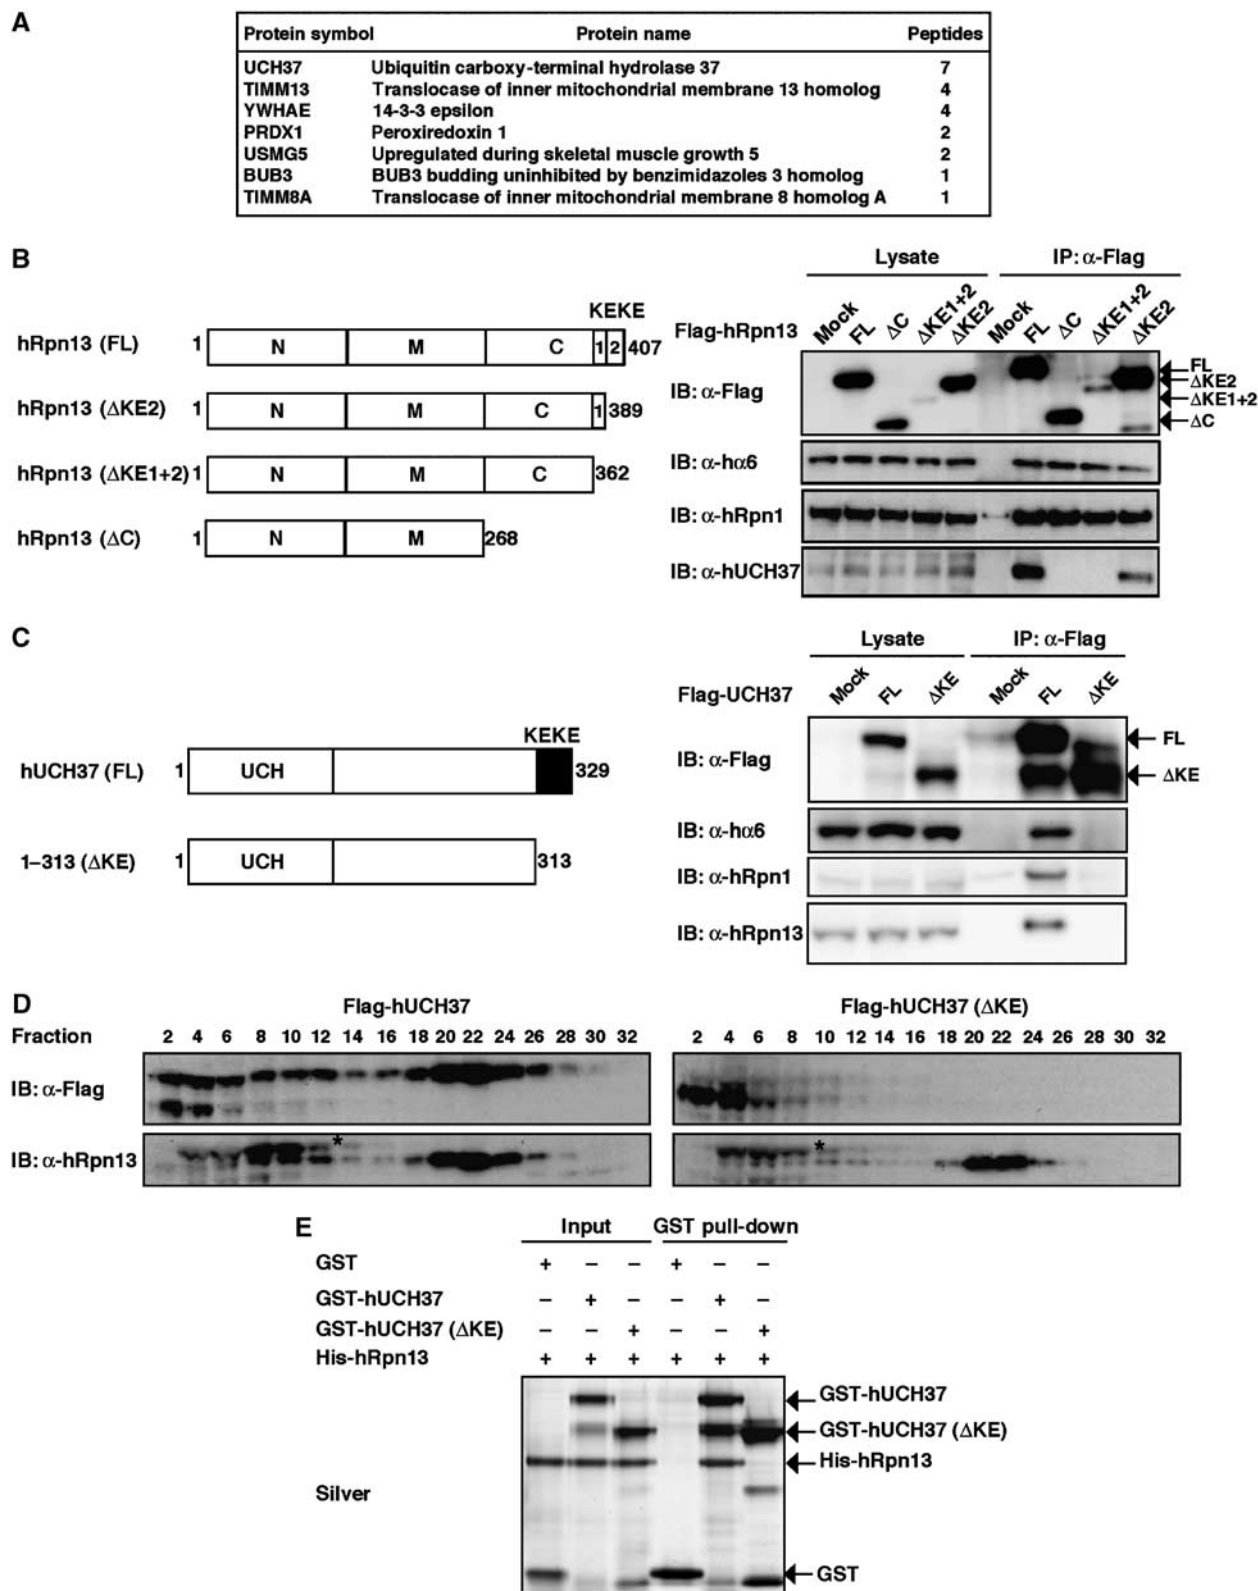 A
Protein symbol Protein name Peptides
UCH37 Ubiquitin carboxy-terminal hydrolase 37 7
TIMM13 Translocase of inner mitochondrial membrane 13 homolog 4
YWHAE 14-3-3 epsilon 4
PRDX1 Peroxiredoxin 1 2
USMG5 Upregulated during skeletal muscle growth 5 2
BUB3 BUB3 budding uninhibited by benzimidazoles 3 homolog 1
TIMM8A Translocase of inner mitochondrial membrane 8 homolog A 1
B
KEKE
hRpn13 (FL) 1 N M C 1 2 407
hRpn13 (ΔKE2) 1 N M C 1 389
hRpn13 (ΔKE1+2) 1 N M C 362
hRpn13 (ΔC) 1 N M 268
Lysate IP: α-Flag
Flag-hRpn13 Mock FL ΔC ΔKE1+2 ΔKE2 Mock FL ΔC ΔKE1+2 ΔKE2
IB: α-Flag
FL
ΔKE2
ΔKE1+2
ΔC
IB: α-hα6
IB: α-hRpn1
IB: α-hUCH37
C
KEKE
hUCH37 (FL) 1 UCH 329
1–313 (ΔKE) 1 UCH 313
Lysate IP: α-Flag
Flag-UCH37 Mock FL ΔKE Mock FL ΔKE
IB: α-Flag
FL
ΔKE
IB: α-hα6
IB: α-hRpn1
IB: α-hRpn13
D
Flag-hUCH37 Flag-hUCH37 (ΔKE)
Fraction 2 4 6 8 10 12 14 16 18 20 22 24 26 28 30 32 2 4 6 8 10 12 14 16 18 20 22 24 26 28 30 32
IB: α-Flag
IB: α-hRpn13 * *
E
Input GST pull-down
GST + – – + – –
GST-hUCH37 – + – – + –
GST-hUCH37 (ΔKE) – – + – – +
His-hRpn13 + + + + + +
GST-hUCH37
GST-hUCH37 (ΔKE)
His-hRpn13
Silver
GST